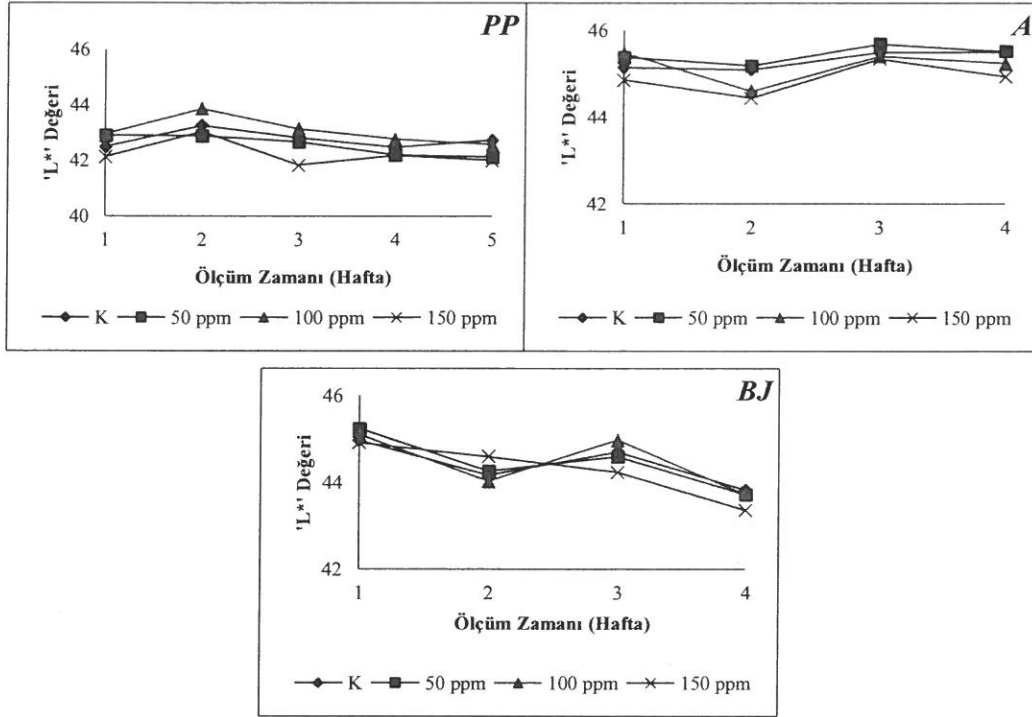 PP
46
44
42
40
'L*' Değeri
1 2 3 4 5
Ölçüm Zamanı (Hafta)
K 50 ppm 100 ppm 150 ppm
A
46
44
42
'L*' Değeri
1 2 3 4
Ölçüm Zamanı (Hafta)
K 50 ppm 100 ppm 150 ppm
BJ
46
44
42
'L*' Değeri
1 2 3 4
Ölçüm Zamanı (Hafta)
K 50 ppm 100 ppm 150 ppm